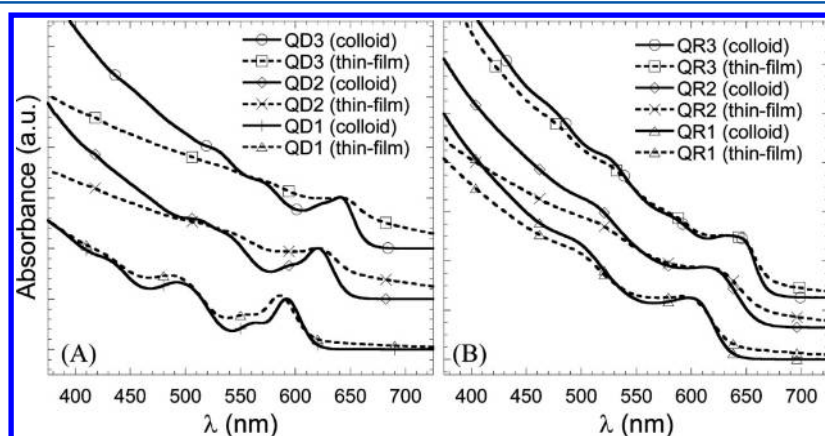 Absorbance (a.u.)
QD3 (colloid)
QD3 (thin-film)
QD2 (colloid)
QD2 (thin-film)
QD1 (colloid)
QD1 (thin-film)
(A)
400 450 500 550 600 650 700
λ (nm)
QR3 (colloid)
QR3 (thin-film)
QR2 (colloid)
QR2 (thin-film)
QR1 (colloid)
QR1 (thin-film)
(B)
400 450 500 550 600 650 700
λ (nm)